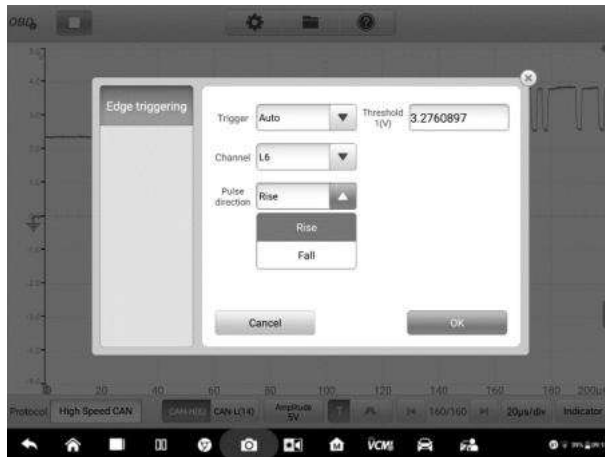 Edge triggering
Trigger Auto Threshold 1(V) 3.2760897
Channel L6
Pulse direction Rise
Rise
Fall
Cancel OK
20 40 60 80 100 120 140 160 180 200μs
Protocol High Speed CAN CAN-H(6) CAN-L(14) Amplitude 5V T 160/160 20μs/div Indicator
VCMI